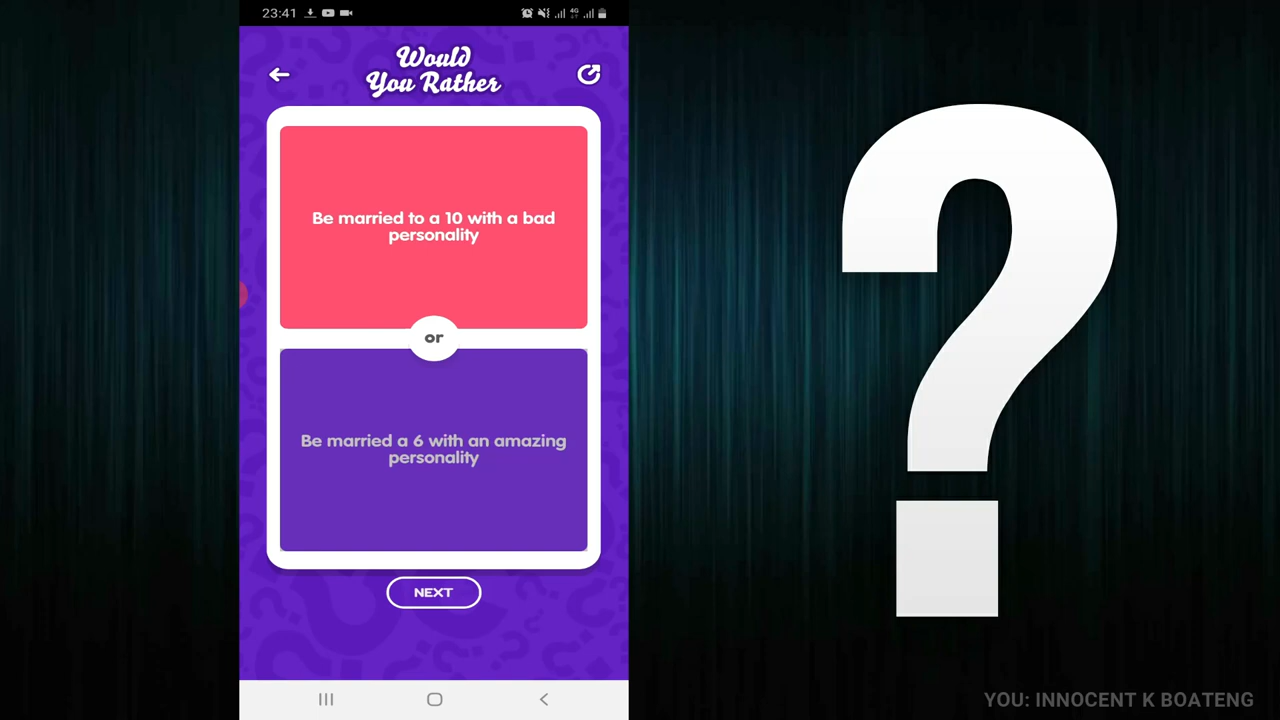 23:41
4G
Would
You Rather
Be married to a 10 with a bad
personality
or
Be married a 6 with an amazing
personality
NEXT
?
YOU: INNOCENT K BOATENG